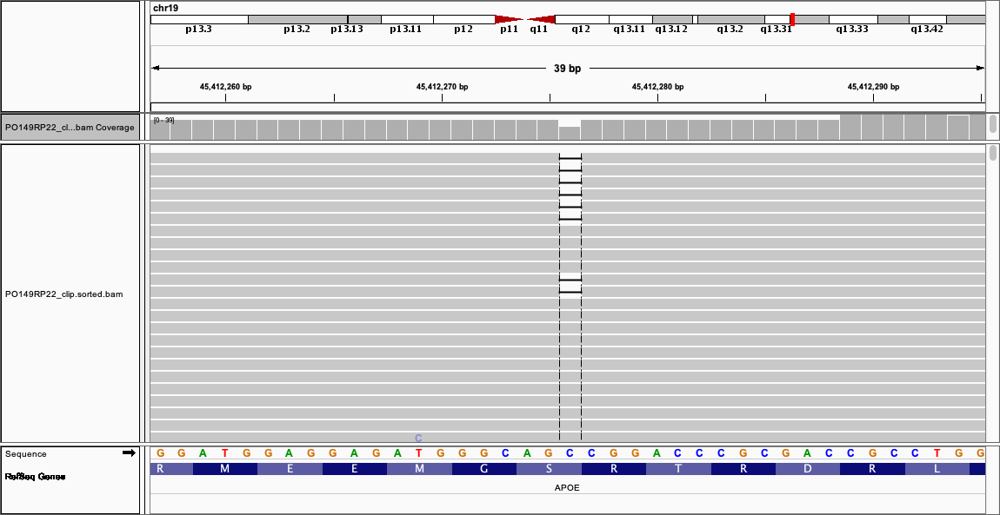 chr19
p13.3 p13.2 p13.13 p13.11 p12 p11 q11 q12 q13.11 q13.12 q13.2 q13.31 q13.33 q13.42
39 bp
45,412,260 bp 45,412,270 bp 45,412,280 bp 45,412,290 bp
[0 - 39]
PO149RP22_cl...bam Coverage
PO149RP22_clip.sorted.bam
C
Sequence
G G A T G G A G G A G A T G G G C A G C C G G A C C C G C G A C C G C C T G G
RefSeq Genes
R M E E M G S R T R D R L
APOE